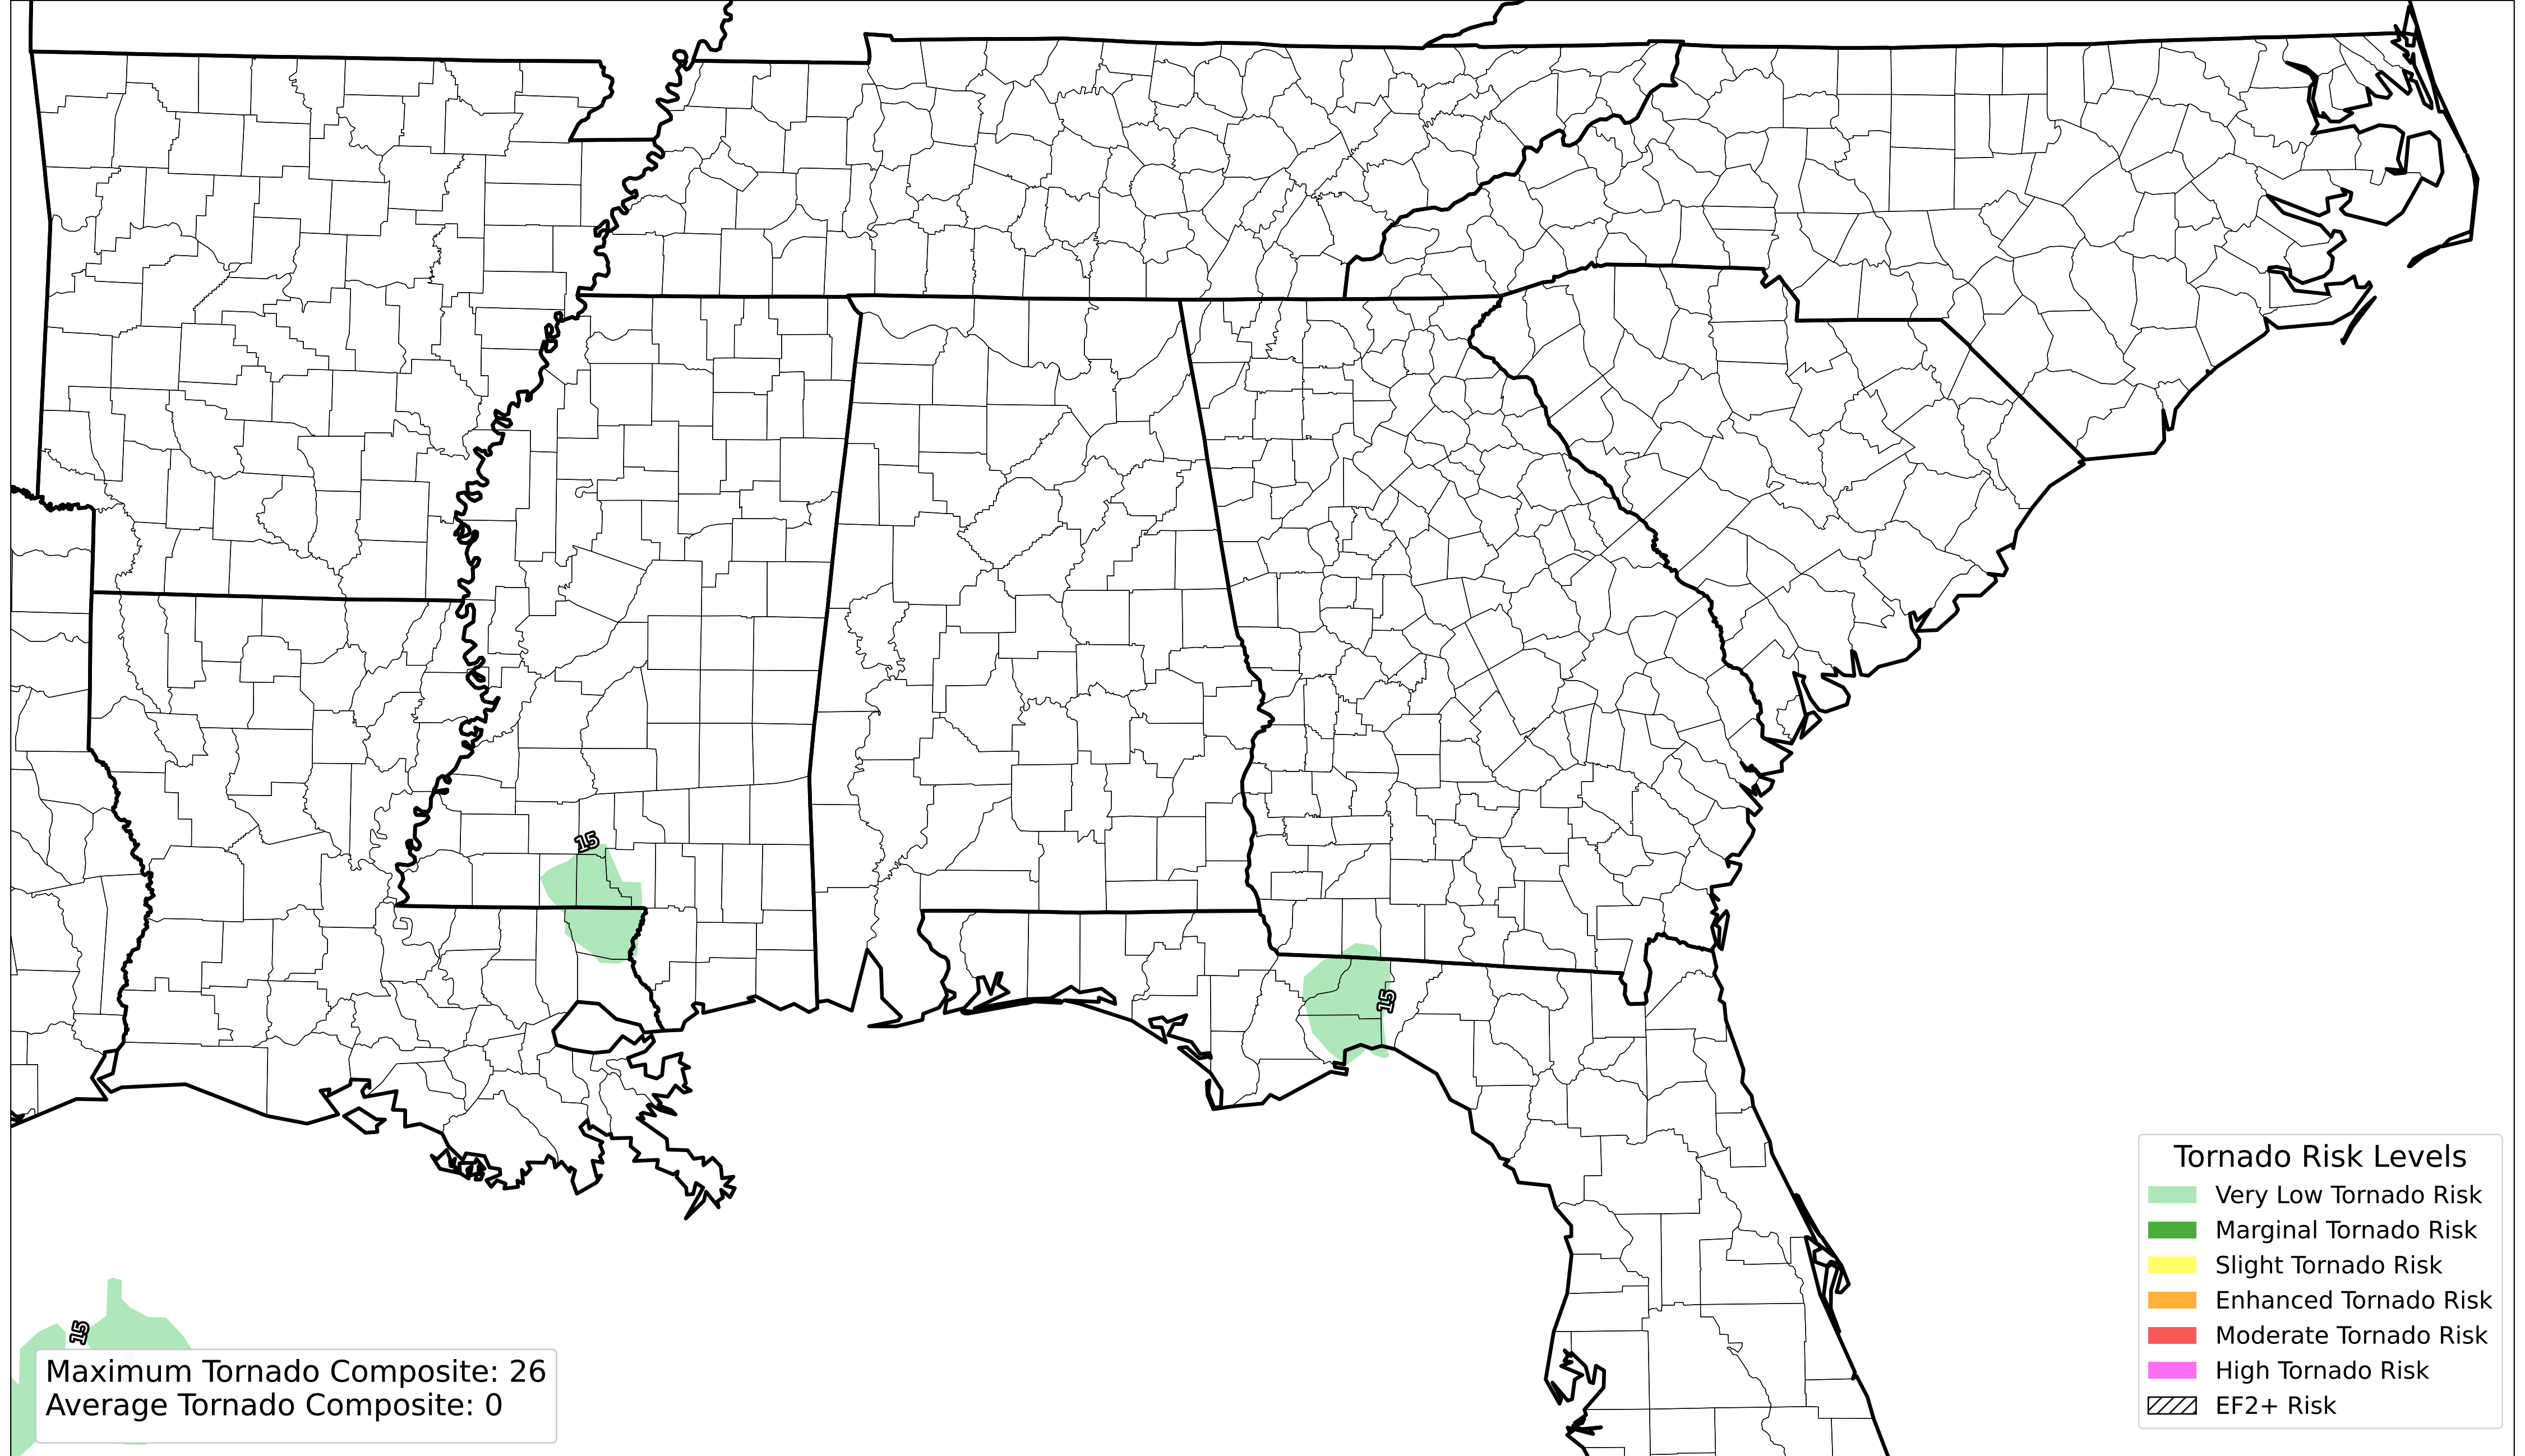 15
15
15
Maximum Tornado Composite: 26
Average Tornado Composite: 0
Tornado Risk Levels
Very Low Tornado Risk
Marginal Tornado Risk
Slight Tornado Risk
Enhanced Tornado Risk
Moderate Tornado Risk
High Tornado Risk
EF2+ Risk